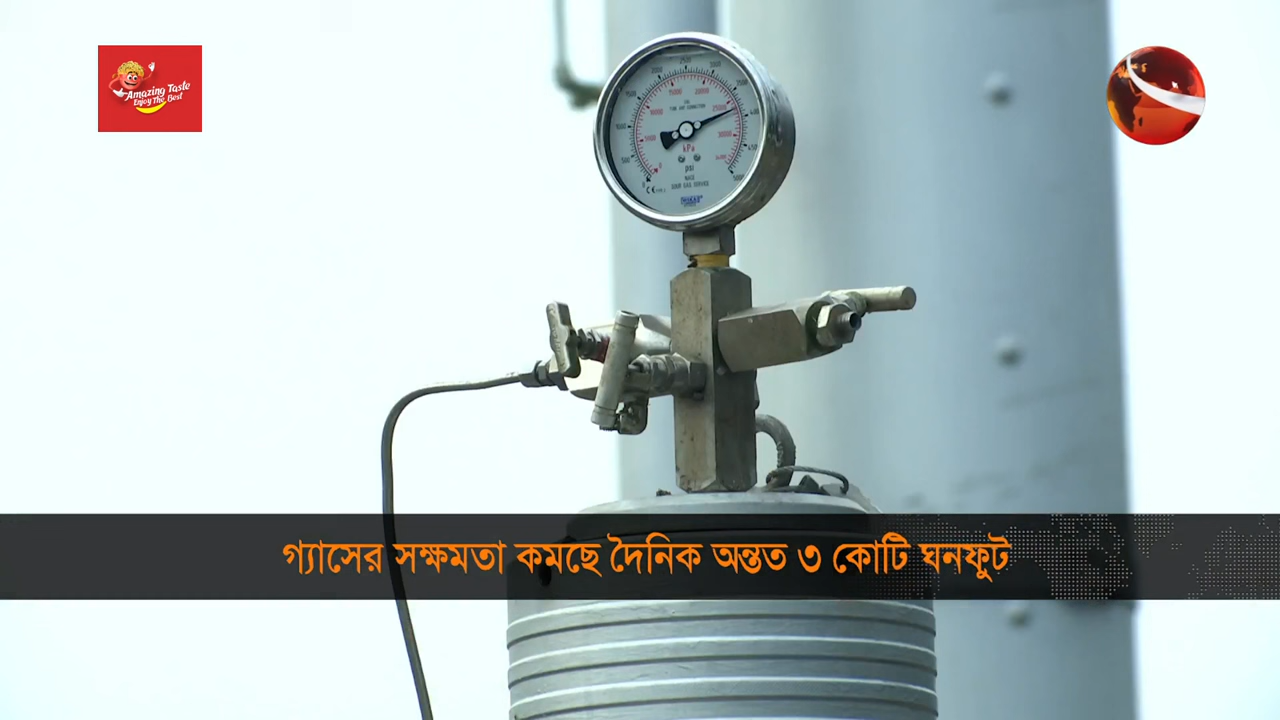 Amazing Taste
Enjoy The Best
kPa
psi
গ্যাসের সক্ষমতা কমছে দৈনিক অন্তত ৩ কোটি ঘনফুট